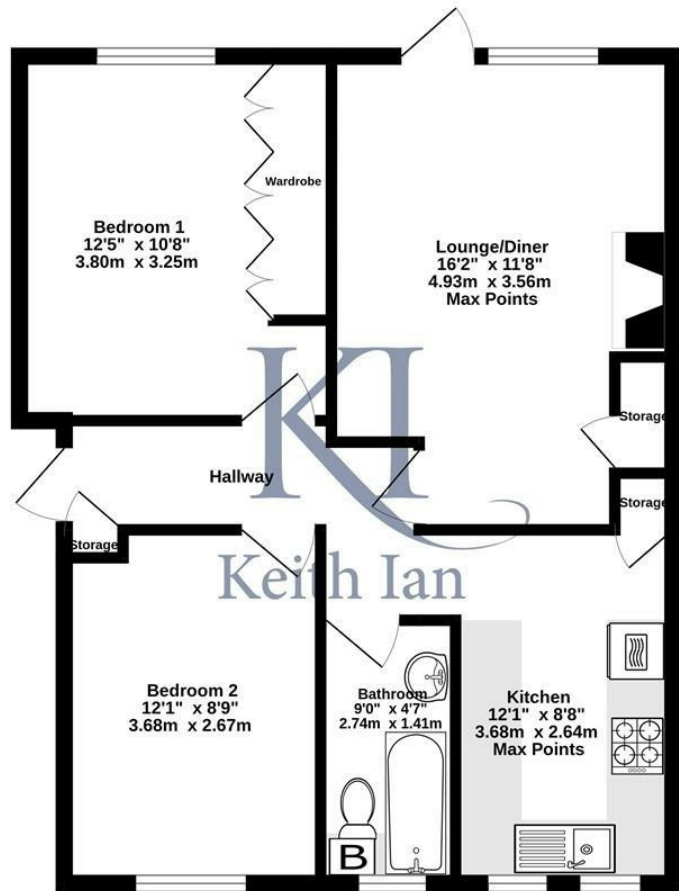 Bedroom 1
12'5" x 10'8"
3.80m x 3.25m
Wardrobe
Lounge/Diner
16'2" x 11'8"
4.93m x 3.56m
Max Points
Storage
KI
Hallway
Storage
Storage
Keith Ian
Bedroom 2
12'1" x 8'9"
3.68m x 2.67m
Bathroom
9'0" x 4'7"
2.74m x 1.41m
Kitchen
12'1" x 8'8"
3.68m x 2.64m
Max Points
B